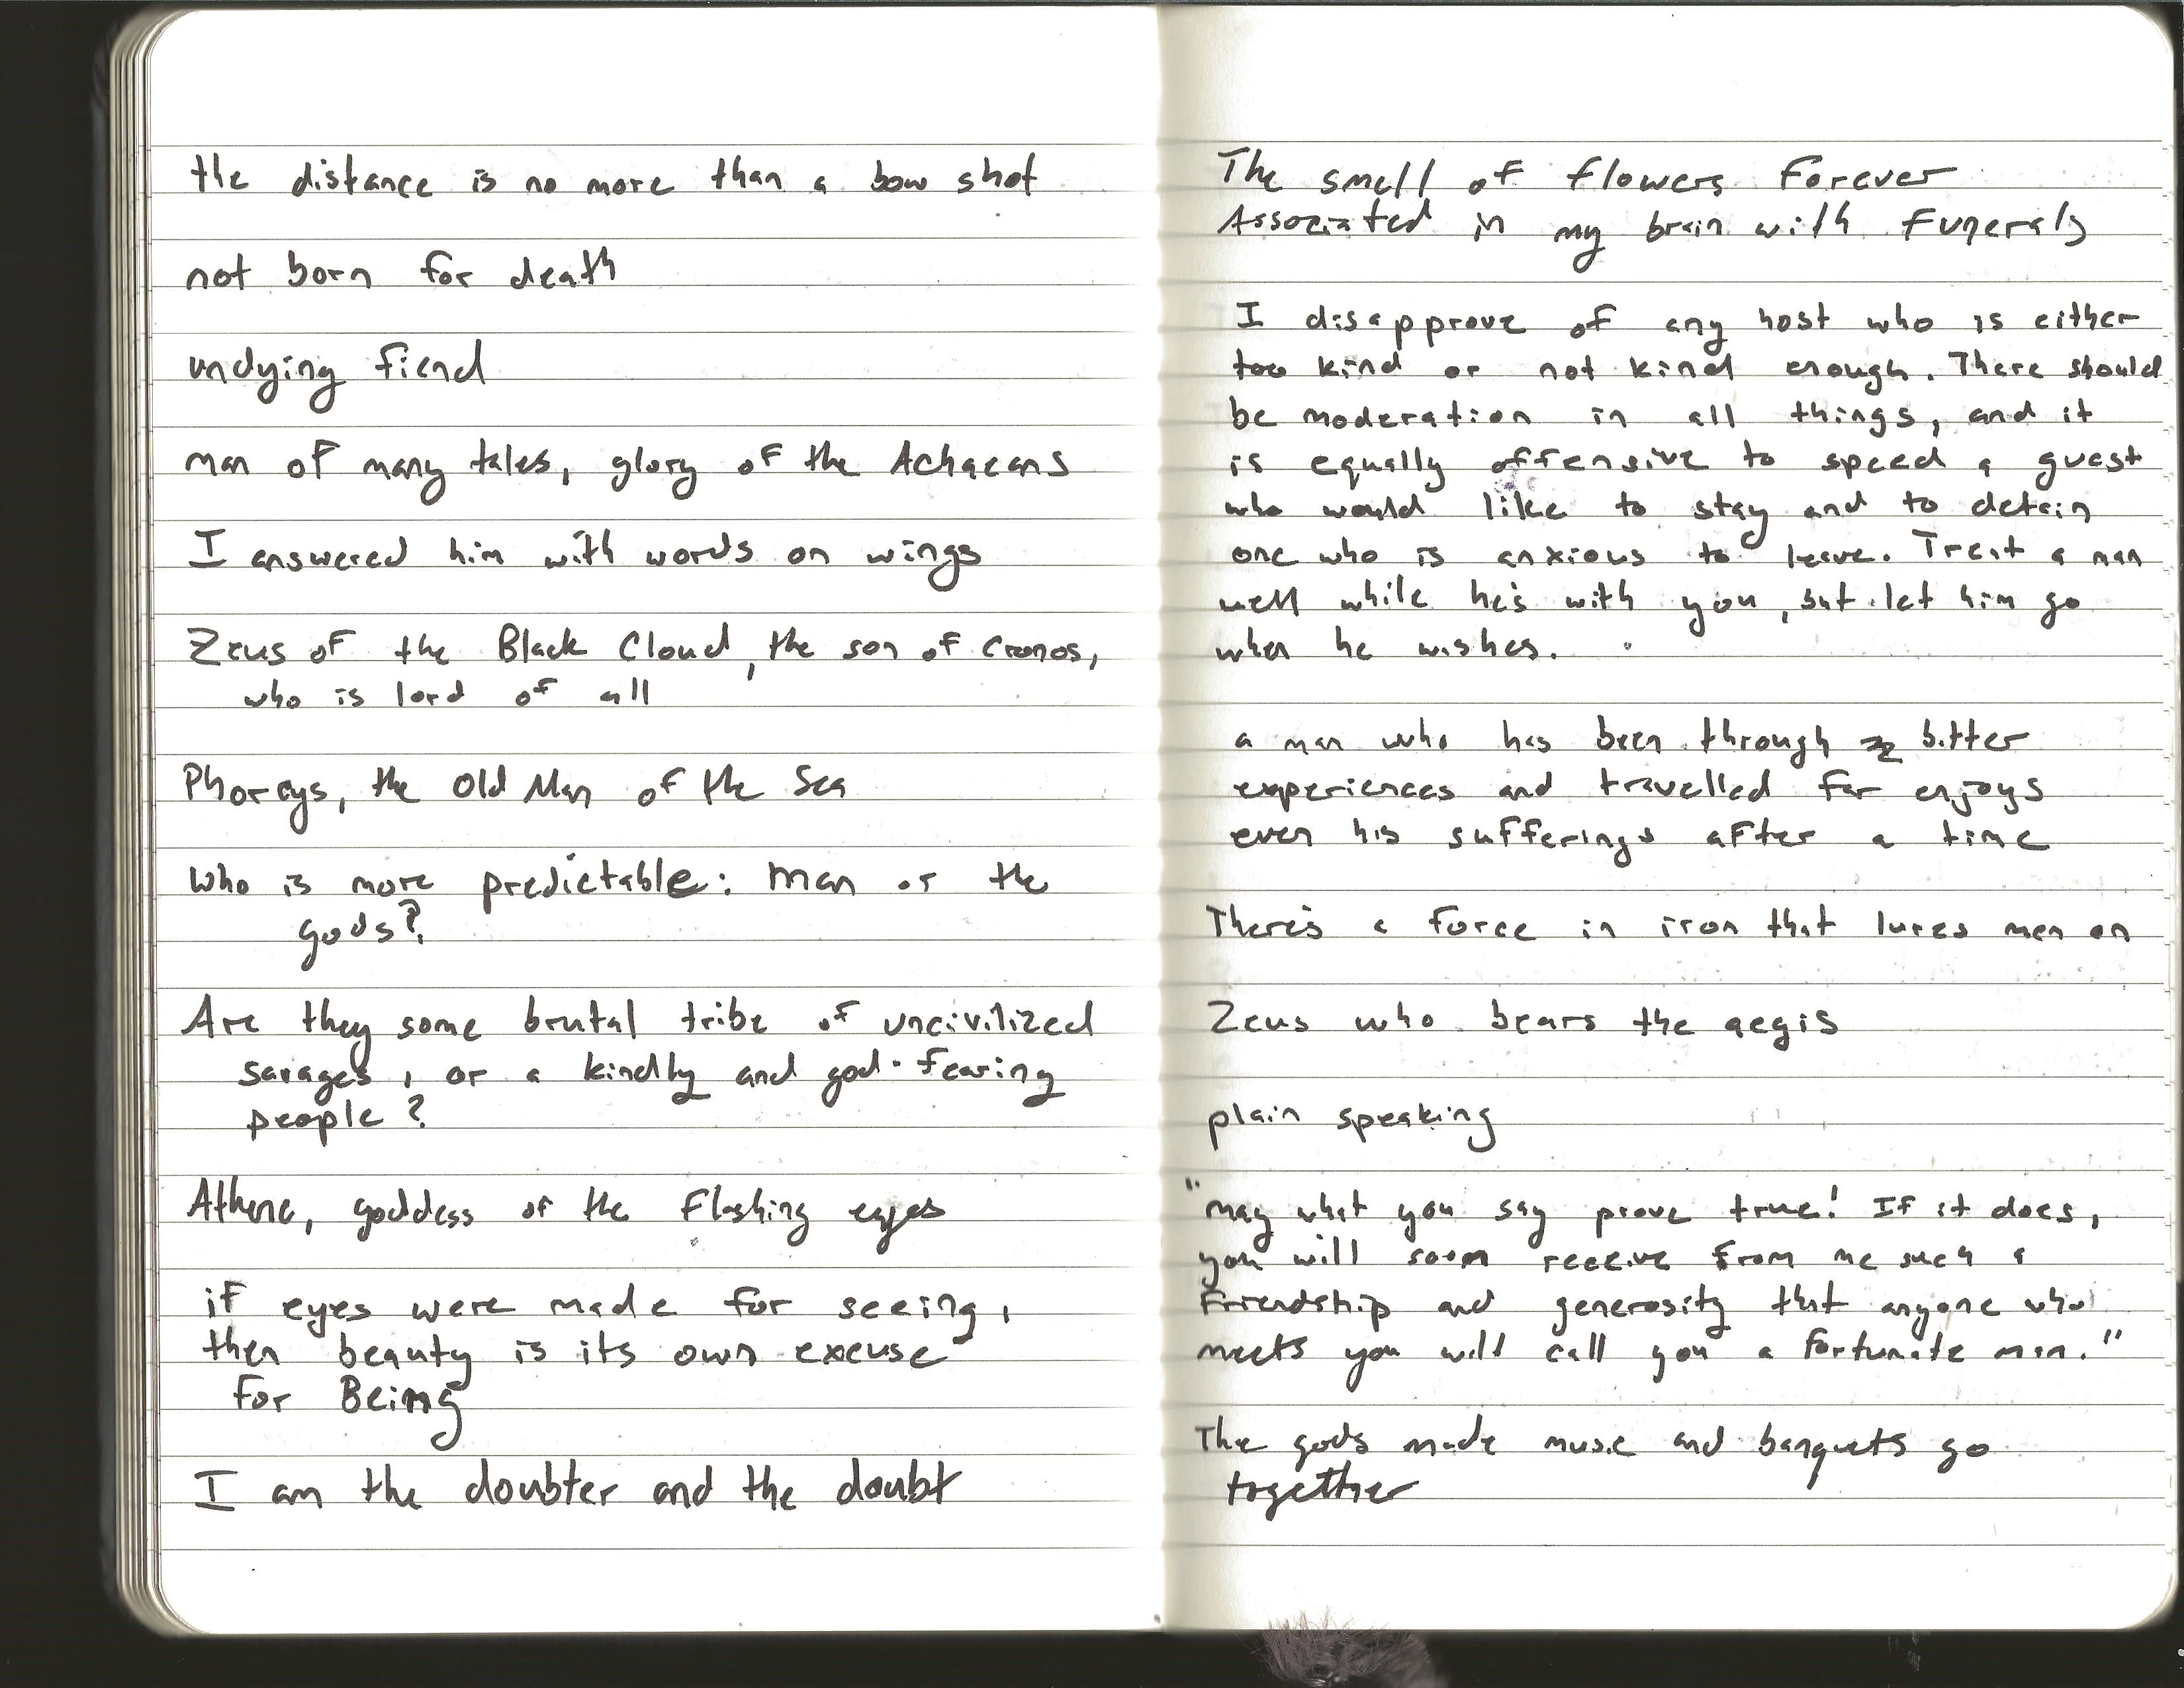 the distance is no more than a bow shot
not born for death
undying fiend
man of many tales, glory of the Achaeans
I answered him with words on wings
Zeus of the Black Cloud, the son of Cronos,
who is lord of all
Phorcys, the Old Man of the Sea
Who is more predictable: man or the
gods?
Are they some brutal tribe of uncivilized
savages, or a kindly and god-fearing
people?
Athene, goddess of the Flashing eyes
if eyes were made for seeing,
then beauty is its own excuse
for Being
I am the doubter and the doubt
The smell of flowers Forever
Associated in my brain with Funerals
I disapprove of any host who is either
too kind or not kind enough. There should
be moderation in all things, and it
is equally offensive to speed a guest
who would like to stay and to detain
one who is anxious to leave. Treat a man
well while he's with you, but let him go
when he wishes.
a man who has been through bitter
experiences and travelled far enjoys
even his sufferings after a time
There's a force in iron that lures men on
Zeus who bears the aegis
plain speaking
"may what you say prove true! If it does,
you will soon receive from me such a
Friendship and generosity that anyone who
meets you will call you a fortunate man."
The gods made music and banquets go
together